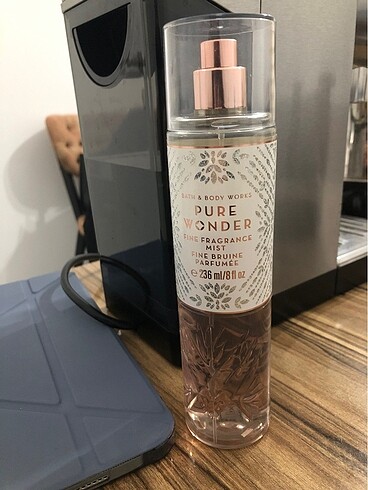 BATH & BODY WORKS
PURE
WONDER
FINE FRAGRANCE
MIST
FINE BRUINE
PARFUMÉE
℮ 236 ml/8 fl oz